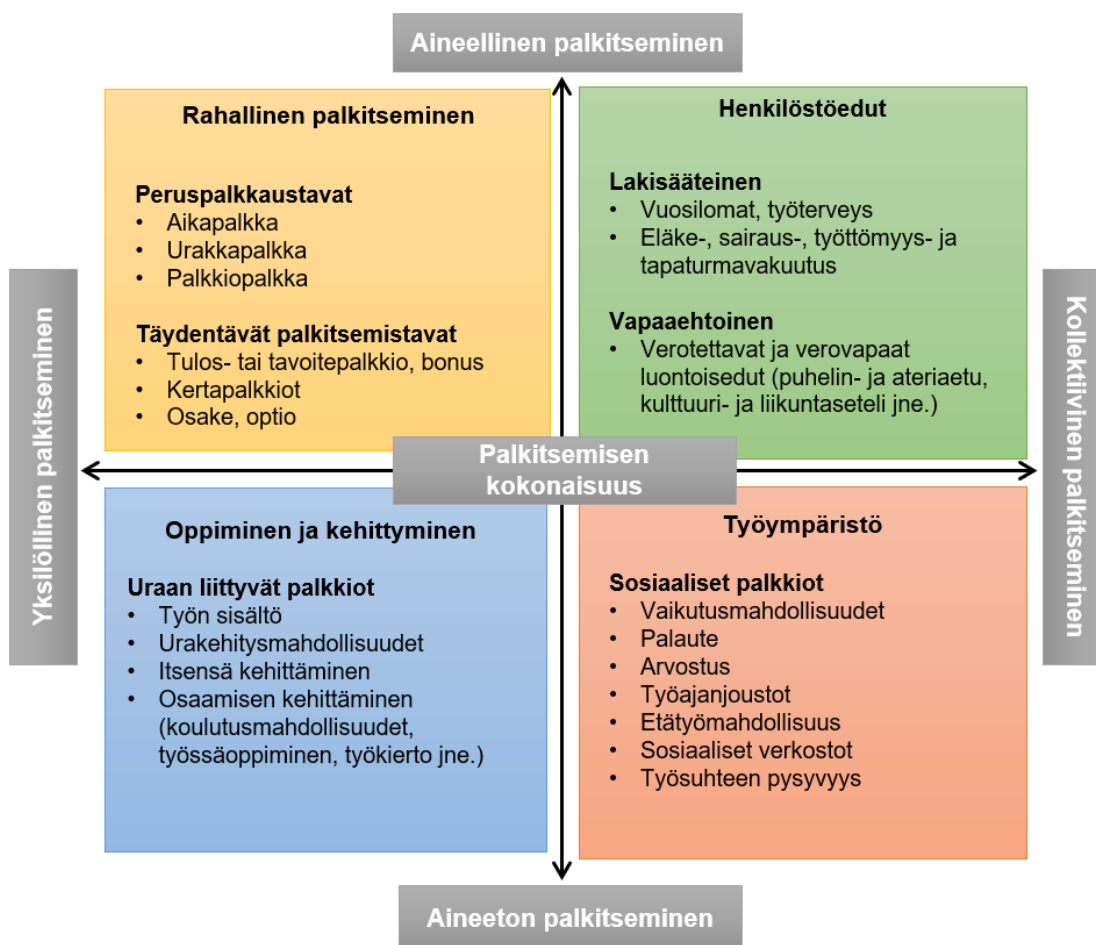 Aineellinen palkitseminen
Rahallinen palkitseminen
Peruspalkkaustavat
• Aikapalkka
• Urakkapalkka
• Palkkiopalkka
Täydentävät palkitsemistavat
• Tulos- tai tavoitepalkkio, bonus
• Kertapalkkiot
• Osake, optio
Henkilöstöedut
Lakisääteinen
• Vuosilomat, työterveys
• Eläke-, sairaus-, työttömyys- ja
tapaturmavakuutus
Vapaaehtoinen
• Verotettavat ja verovapaat
luontoisedut (puhelin- ja ateriaetu,
kulttuuri- ja liikuntaseteli jne.)
Yksilöllinen palkitseminen
Palkitsemisen
kokonaisuus
Kollektiivinen palkitseminen
Oppiminen ja kehittyminen
Uraan liittyvät palkkiot
• Työn sisältö
• Urakehitysmahdollisuudet
• Itsensä kehittäminen
• Osaamisen kehittäminen
(koulutusmahdollisuudet,
työssäoppiminen, työkierto jne.)
Työympäristö
Sosiaaliset palkkiot
• Vaikutusmahdollisuudet
• Palaute
• Arvostus
• Työajanjoustot
• Etätyömahdollisuus
• Sosiaaliset verkostot
• Työsuhteen pysyvyys
Aineeton palkitseminen